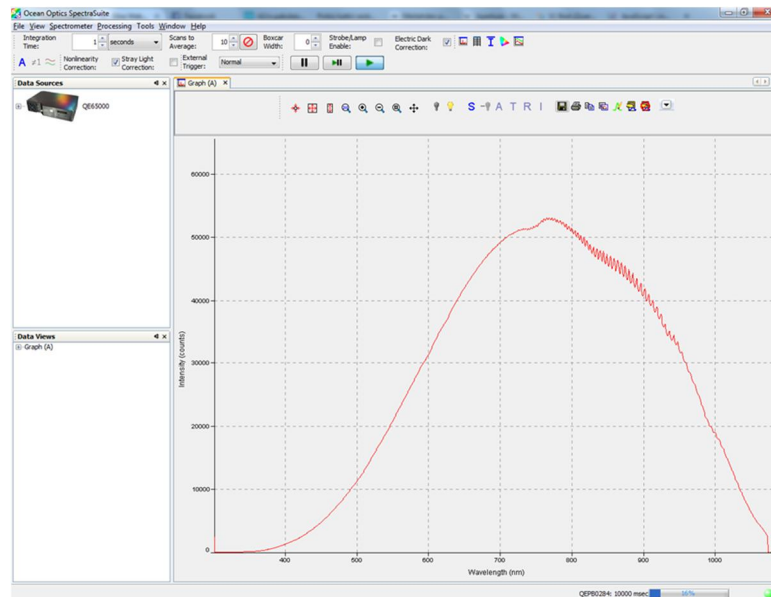 Ocean Optics SpectraSuite
File View Spectrometer Processing Tools Window Help
Integration Time: 1 seconds Scans to Average: 10 Boxcar Width: 0 Strobe/Lamp Enable: Electric Dark Correction:
A ≠1 Nonlinearity Correction: Stray Light Correction: External Trigger: Normal
Data Sources
QE65000
Graph (A)
S A T R I
60000
50000
40000
30000
20000
10000
0
Intensity (counts)
400 500 600 700 800 900 1000
Wavelength (nm)
Data Views
Graph (A)
QEPB0284: 10000 msec 16%